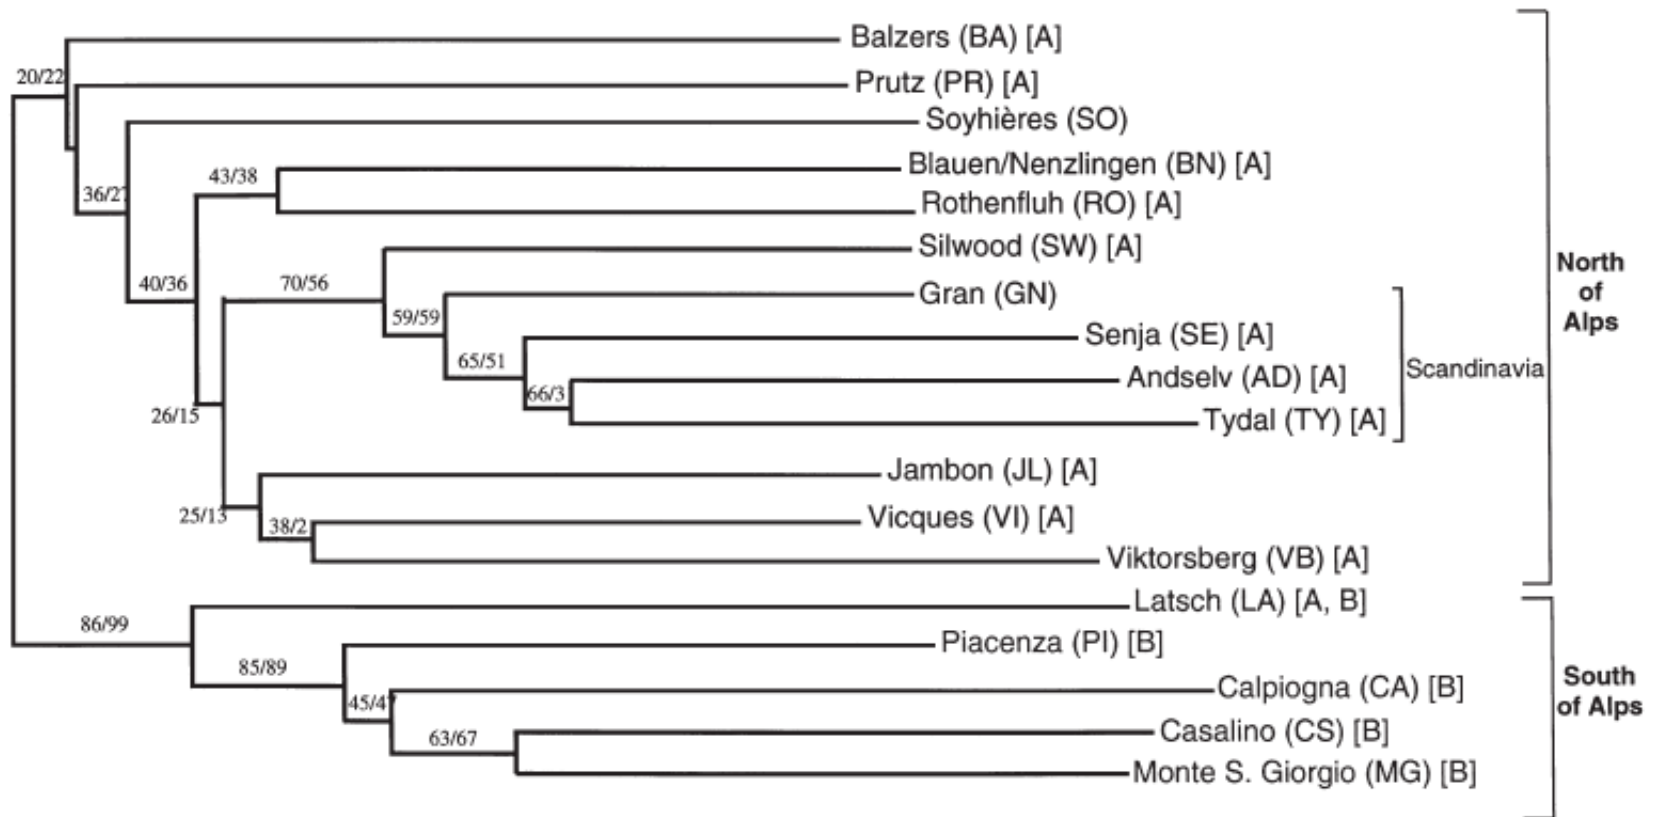 Balzers (BA) [A]
20/22
Prutz (PR) [A]
Soyhières (SO)
Blauen/Nenzlingen (BN) [A]
43/38
36/27
Rothenfluh (RO) [A]
Silwood (SW) [A]
North
of
Alps
40/36
70/56
Gran (GN)
59/59
Senja (SE) [A]
65/51
Scandinavia
Andselv (AD) [A]
66/3
26/15
Tydal (TY) [A]
Jambon (JL) [A]
25/13
38/2
Vicques (VI) [A]
Viktorsberg (VB) [A]
Latsch (LA) [A, B]
86/99
Piacenza (PI) [B]
85/89
South
of Alps
45/47
Calpiogna (CA) [B]
63/67
Casalino (CS) [B]
Monte S. Giorgio (MG) [B]